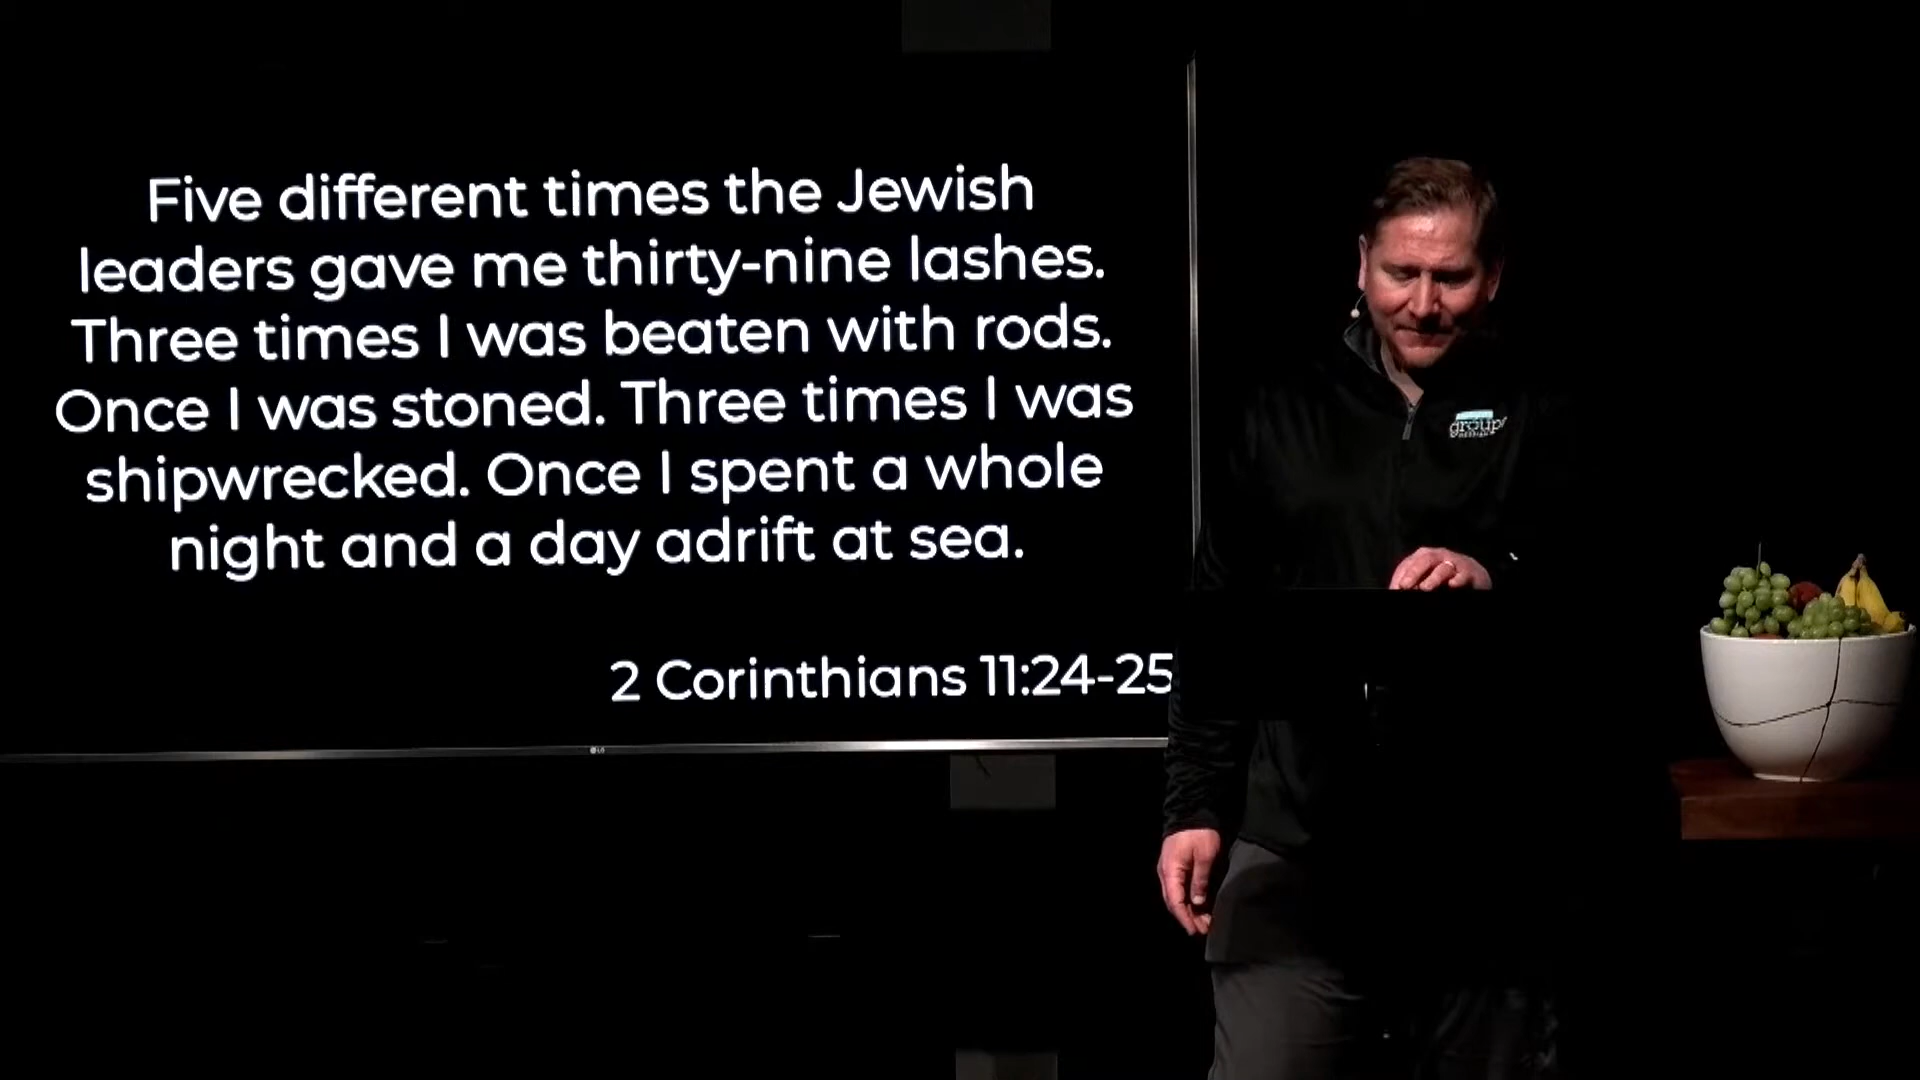 Five different times the Jewish
leaders gave me thirty-nine lashes.
Three times I was beaten with rods.
Once I was stoned. Three times I was
shipwrecked. Once I spent a whole
night and a day adrift at sea.
2 Corinthians 11:24-25
group
LG